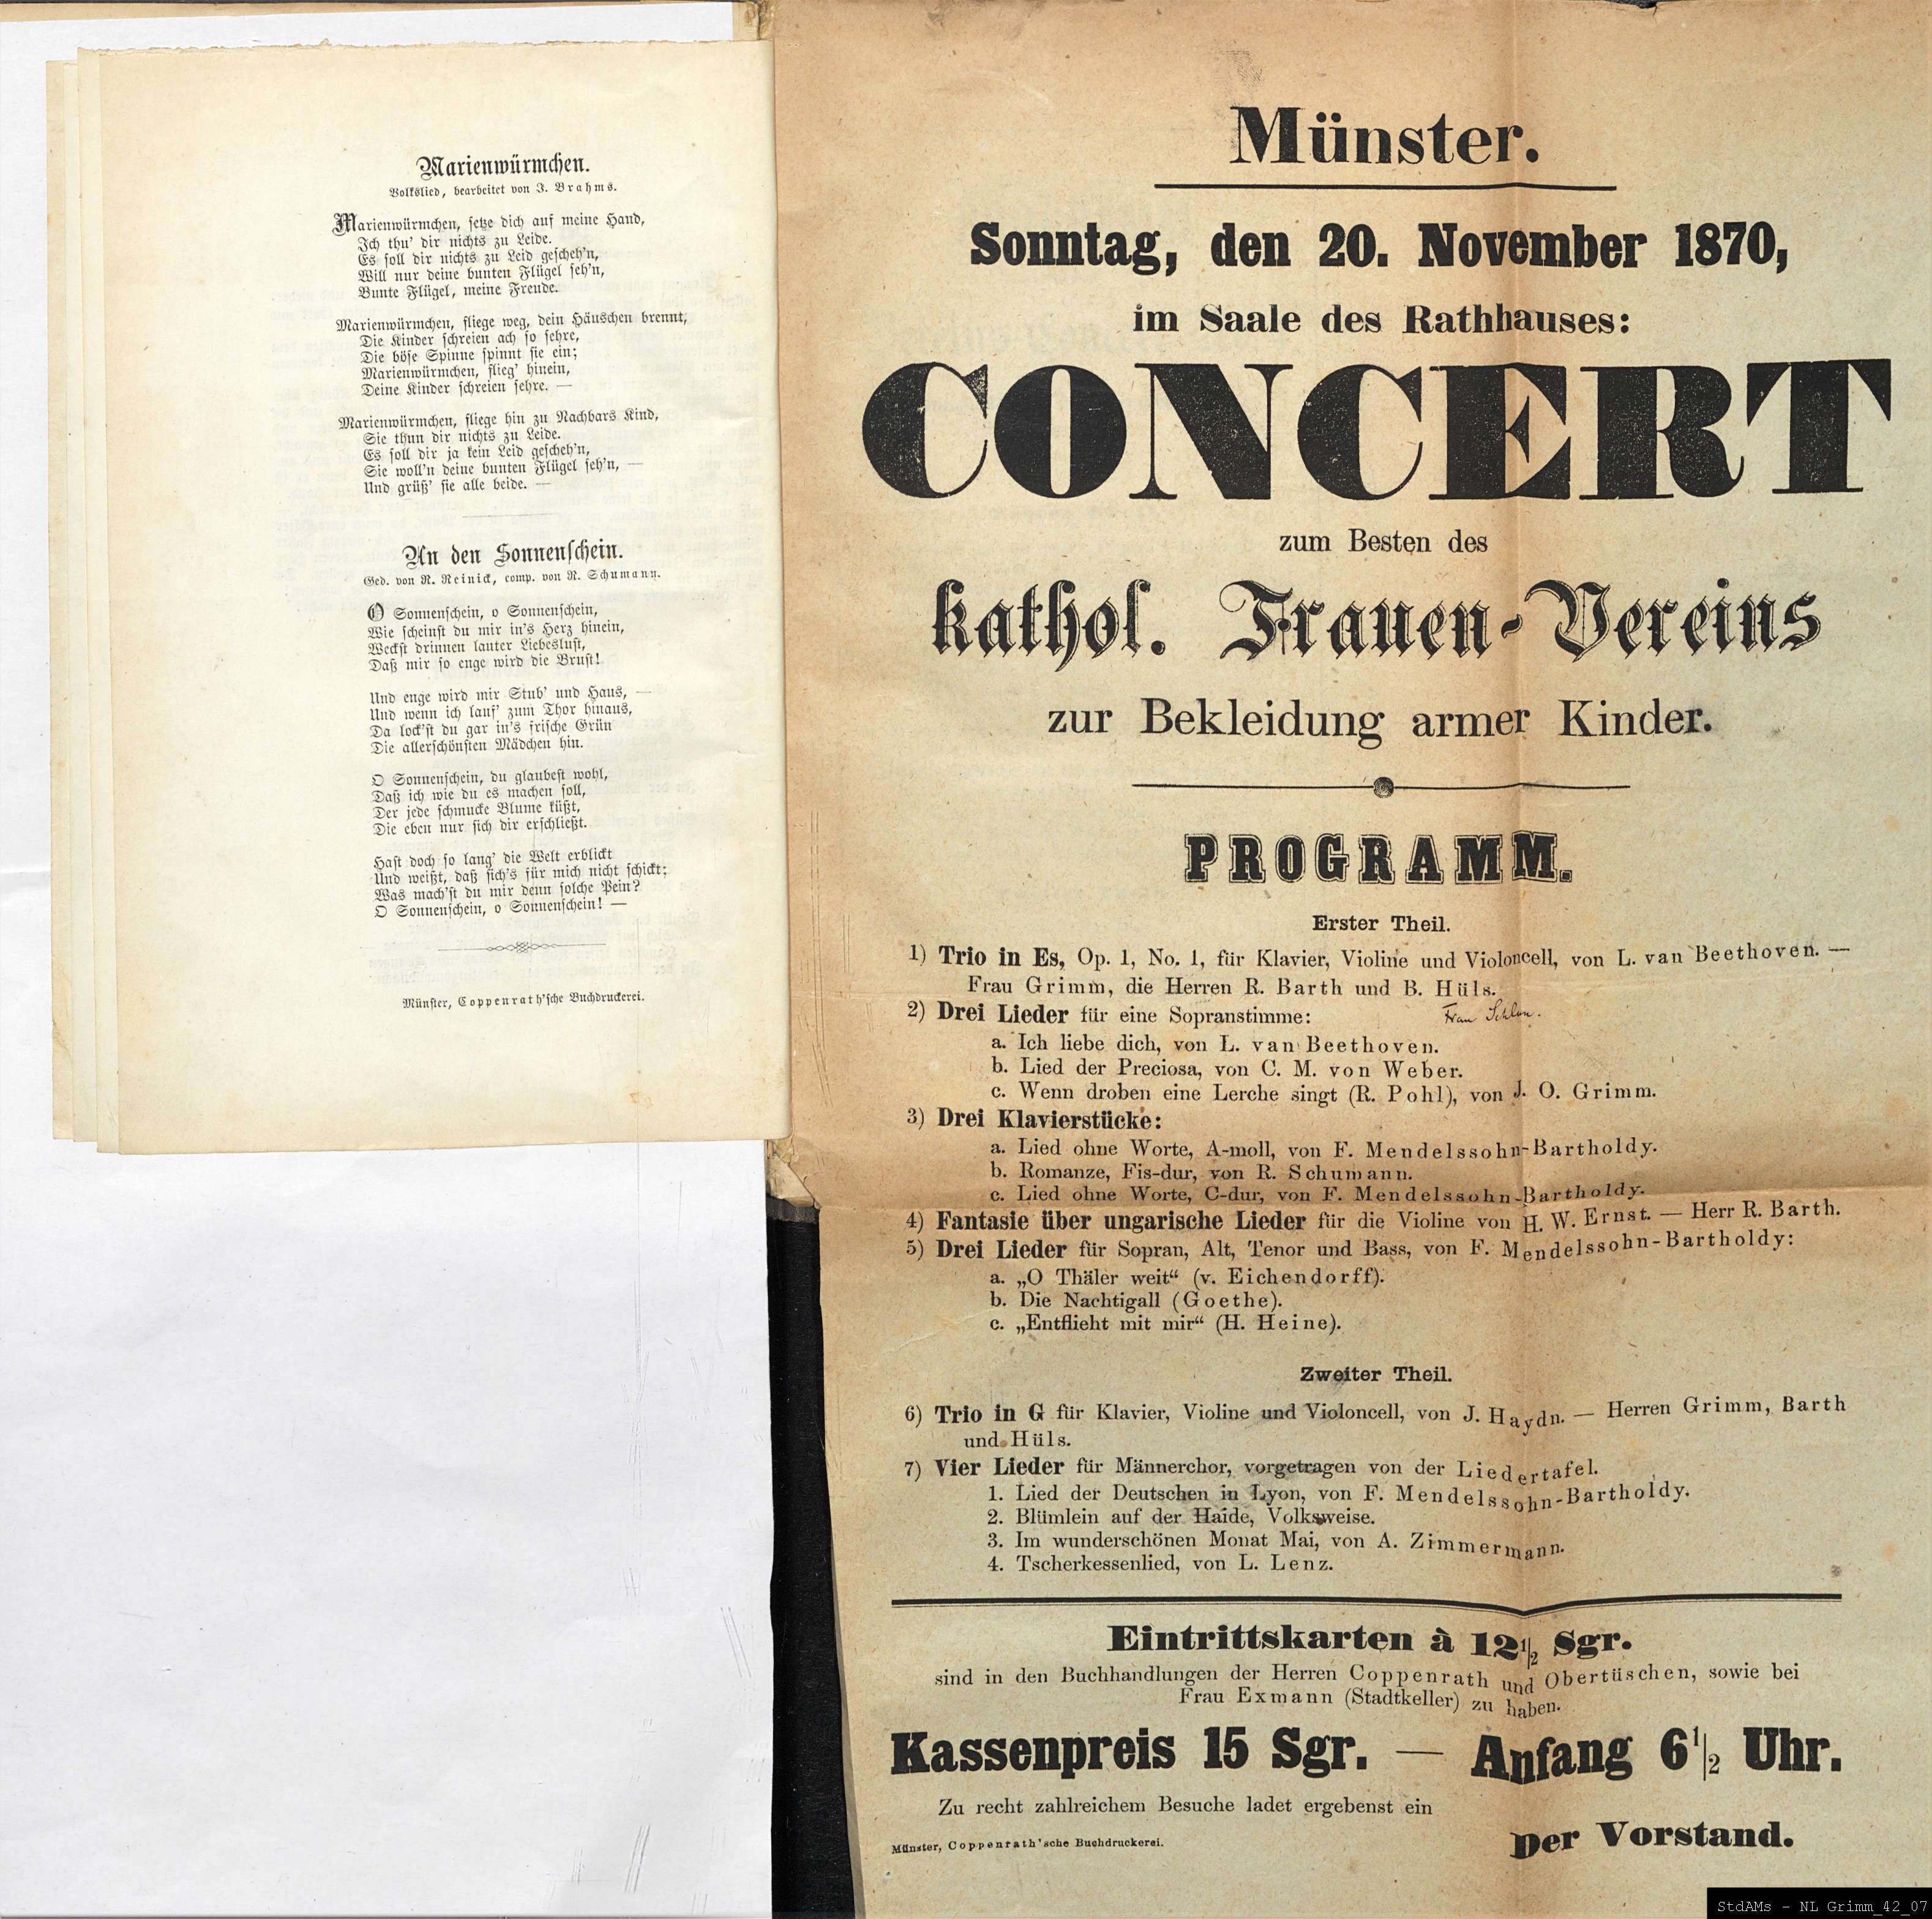 Marienwürmchen.
Volkslied, bearbeitet von J. Brahms.
Marienwürmchen, setze dich auf meine Hand,
Ich thu' dir nichts zu Leide.
Es soll dir nichts zu Leid gescheh'n,
Will nur deine bunten Flügel seh'n,
Bunte Flügel, meine Freude.
Marienwürmchen, fliege weg, dein Häuschen brennt,
Die Kinder schreien ach so sehre,
Die böse Spinne spinnt sie ein;
Marienwürmchen, flieg' hinein,
Deine Kinder schreien sehre. —
Marienwürmchen, fliege hin zu Nachbars Kind,
Sie thun dir nichts zu Leide.
Es soll dir ja kein Leid gescheh'n,
Sie woll'n deine bunten Flügel seh'n, —
Und grüß' sie alle beide. —
An den Sonnenschein.
Ged. von R. Reinick, comp. von R. Schumann.
O Sonnenschein, o Sonnenschein,
Wie scheinst du mir in's Herz hinein,
Weckst drinnen lauter Liebeslust,
Daß mir so enge wird die Brust!
Und enge wird mir Stub' und Haus, —
Und wenn ich lauf' zum Thor hinaus,
Da lock'st du gar in's frische Grün
Die allerschönsten Mädchen hin.
O Sonnenschein, du glaubest wohl,
Daß ich wie du es machen soll,
Der jede schmucke Blume küßt,
Die eben nur sich dir erschließt.
Hast doch so lang' die Welt erblickt
Und weißt, daß sich's für mich nicht schickt;
Was mach'st du mir denn solche Pein?
O Sonnenschein, o Sonnenschein! —
Münster, Coppenrath'sche Buchdruckerei.
Münster.
Sonntag, den 20. November 1870,
im Saale des Rathhauses:
CONCERT
zum Besten des
kathol. Frauen-Vereins
zur Bekleidung armer Kinder.
PROGRAMM.
Erster Theil.
1) Trio in Es, Op. 1, No. 1, für Klavier, Violine und Violoncell, von L. van Beethoven. —
Frau Grimm, die Herren R. Barth und B. Hüls.
2) Drei Lieder für eine Sopranstimme: Frau
a. Ich liebe dich, von L. van Beethoven.
b. Lied der Preciosa, von C. M. von Weber.
c. Wenn droben eine Lerche singt (R. Pohl), von J. O. Grimm.
3) Drei Klavierstücke:
a. Lied ohne Worte, A-moll, von F. Mendelssohn-Bartholdy.
b. Romanze, Fis-dur, von R. Schumann.
c. Lied ohne Worte, C-dur, von F. Mendelssohn-Bartholdy.
4) Fantasie über ungarische Lieder für die Violine von H. W. Ernst. — Herr R. Barth.
5) Drei Lieder für Sopran, Alt, Tenor und Bass, von F. Mendelssohn-Bartholdy:
a. „O Thäler weit“ (v. Eichendorff).
b. Die Nachtigall (Goethe).
c. „Entflieht mit mir“ (H. Heine).
Zweiter Theil.
6) Trio in G für Klavier, Violine und Violoncell, von J. Haydn. — Herren Grimm, Barth
und Hüls.
7) Vier Lieder für Männerchor, vorgetragen von der Liedertafel.
1. Lied der Deutschen in Lyon, von F. Mendelssohn-Bartholdy.
2. Blümlein auf der Haide, Volksweise.
3. Im wunderschönen Monat Mai, von A. Zimmermann.
4. Tscherkessenlied, von L. Lenz.
Eintrittskarten à 12½ Sgr.
sind in den Buchhandlungen der Herren Coppenrath und Obertüschen, sowie bei
Frau Exmann (Stadtkeller) zu haben.
Kassenpreis 15 Sgr. — Anfang 6½ Uhr.
Zu recht zahlreichem Besuche ladet ergebenst ein
Der Vorstand.
Münster, Coppenrath'sche Buchdruckerei.
StdAMs - NL Grimm_42_07